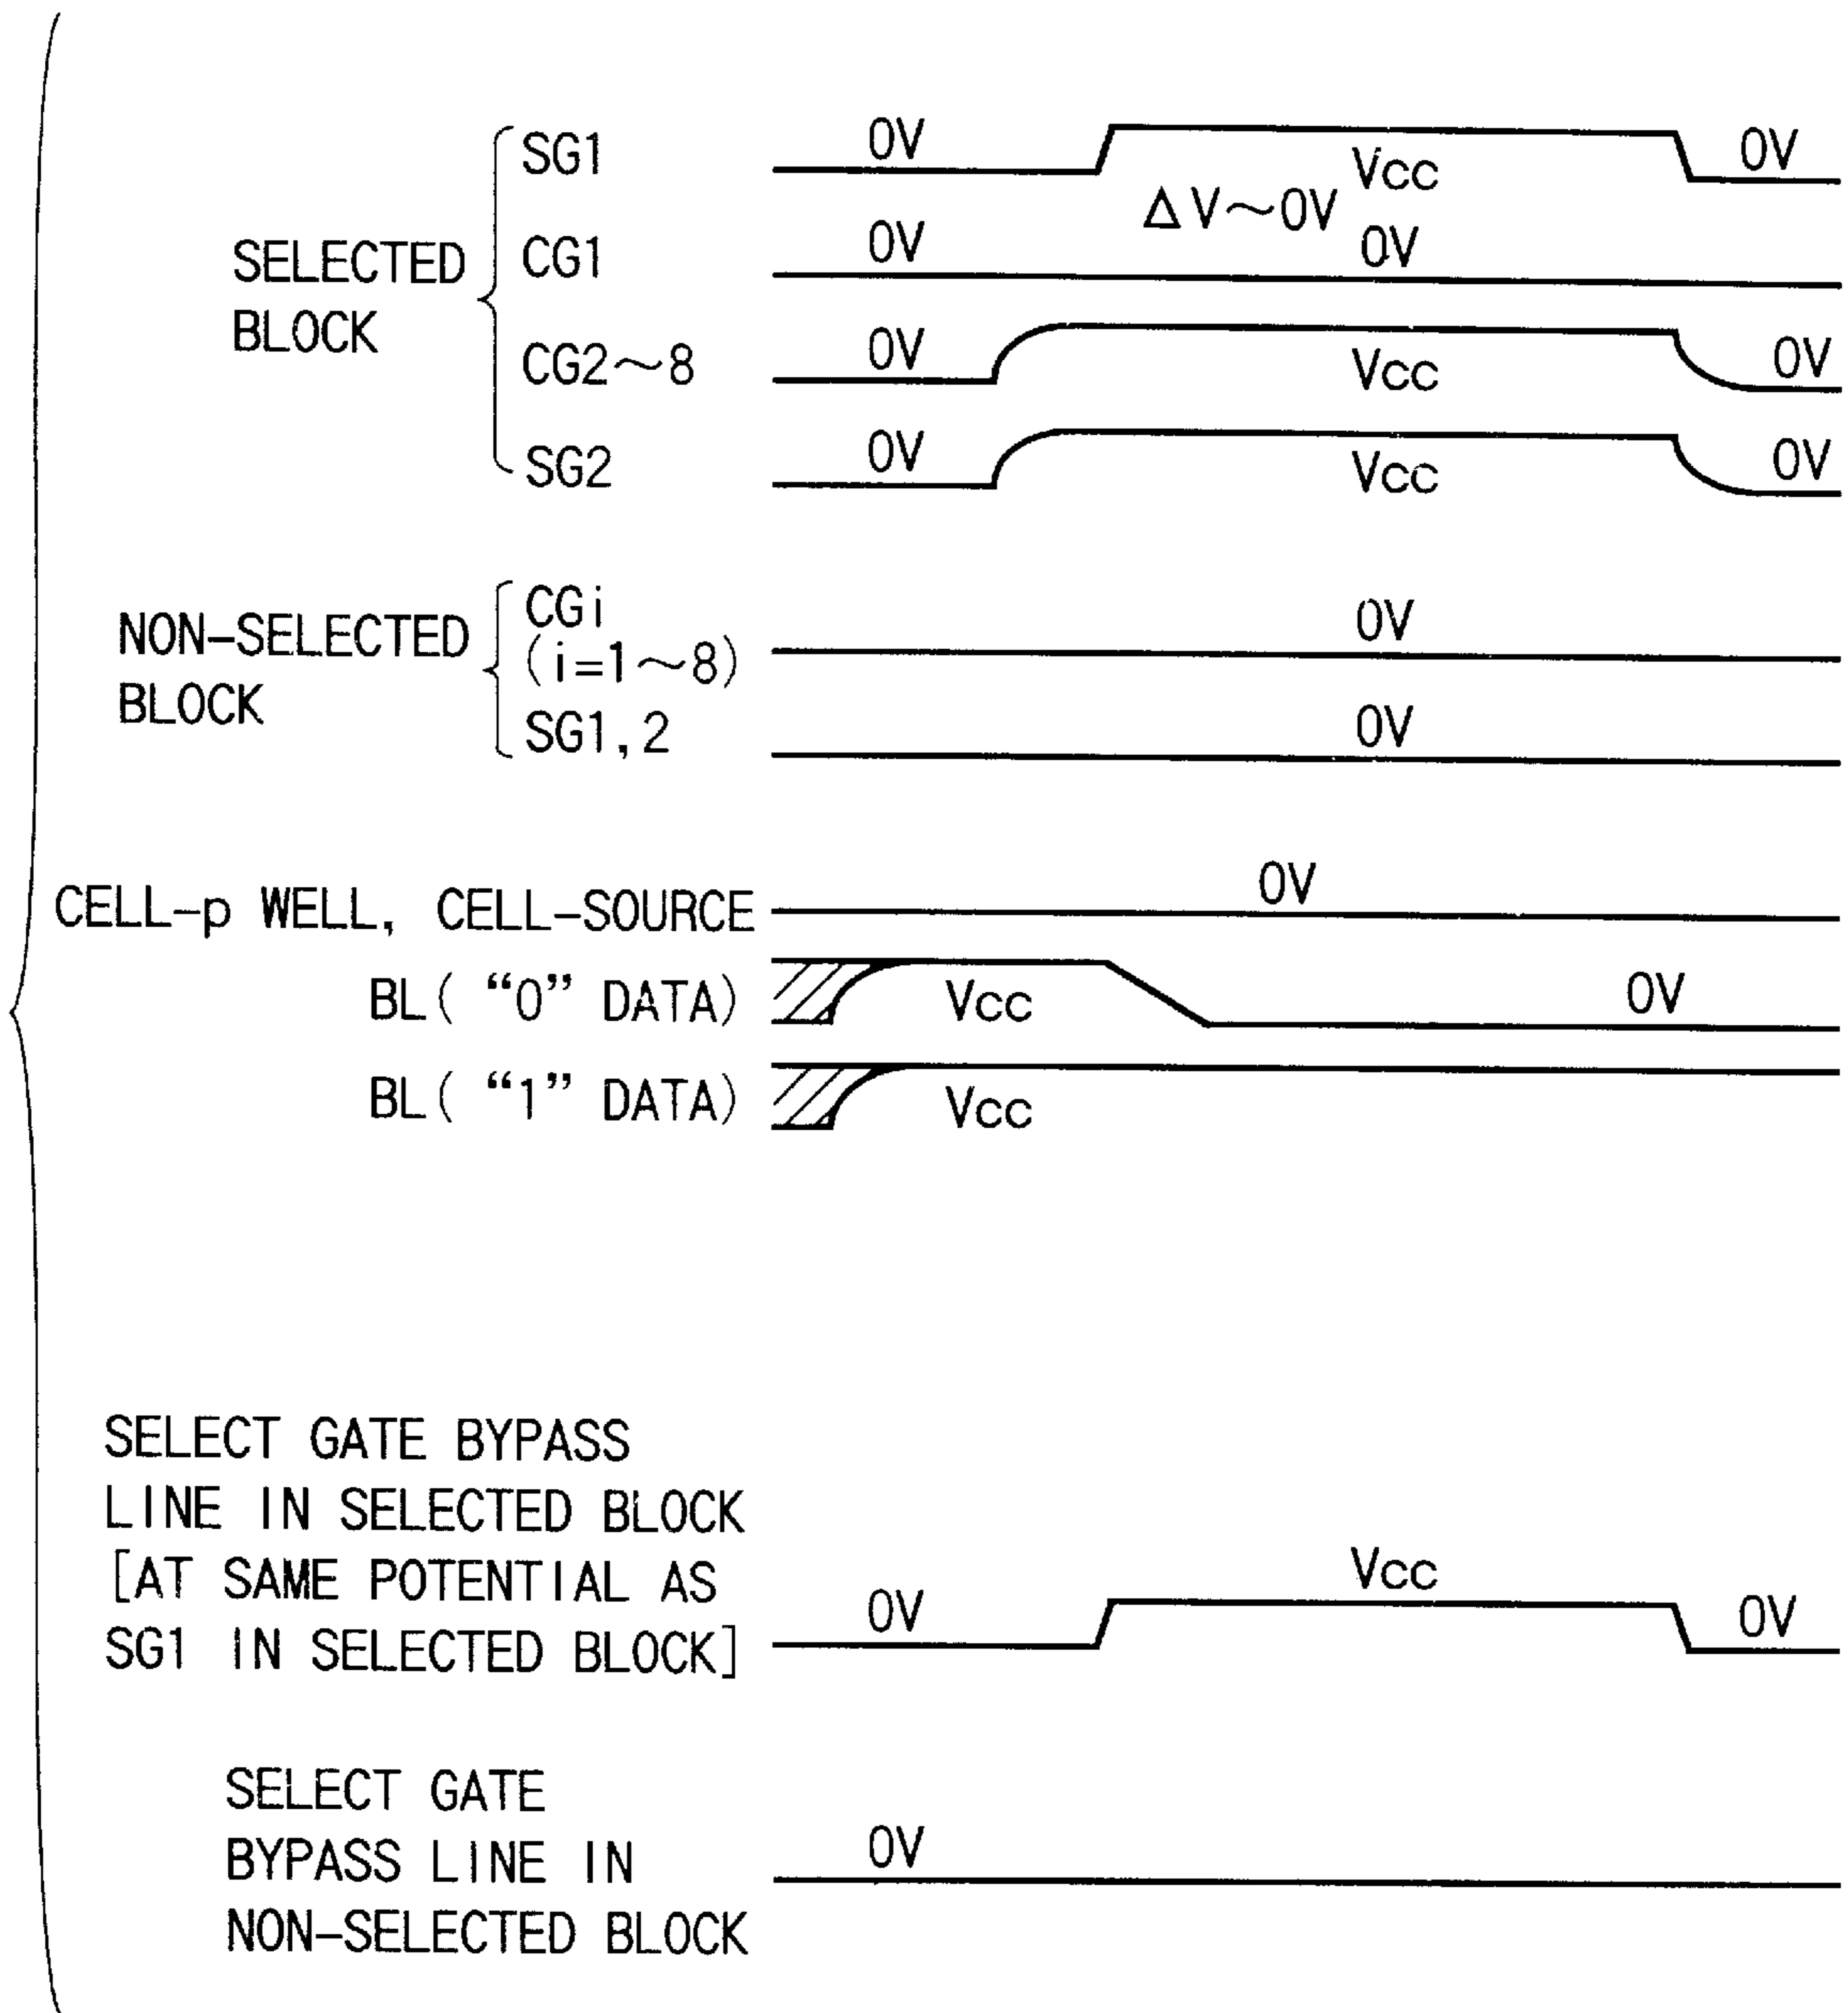 SG1 0V Vcc 0V
ΔV～0V
SELECTED BLOCK
CG1 0V 0V
CG2～8 0V Vcc 0V
SG2 0V Vcc 0V
NON-SELECTED BLOCK
CGi
(i=1～8) 0V
SG1,2 0V
CELL-p WELL, CELL-SOURCE 0V
BL( “0” DATA) Vcc 0V
BL( “1” DATA) Vcc
SELECT GATE BYPASS
LINE IN SELECTED BLOCK
[AT SAME POTENTIAL AS
SG1 IN SELECTED BLOCK] 0V Vcc 0V
SELECT GATE
BYPASS LINE IN
NON-SELECTED BLOCK 0V